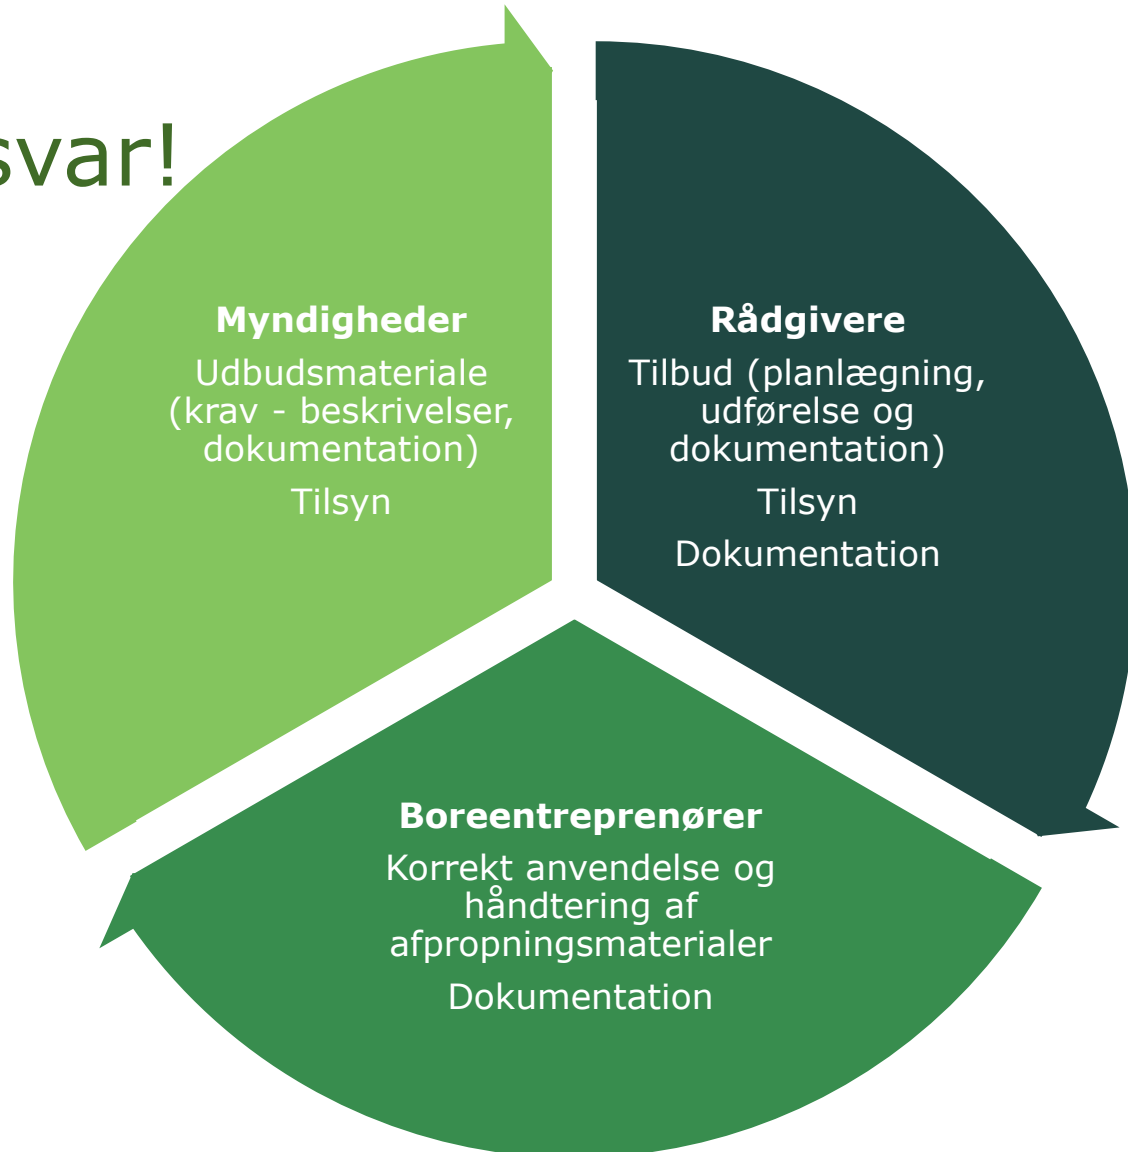 svar!
Myndigheder
Udbudsmateriale
(krav - beskrivelser,
dokumentation)
Tilsyn
Rådgivere
Tilbud (planlægning,
udførelse og
dokumentation)
Tilsyn
Dokumentation
Boreentreprenører
Korrekt anvendelse og
håndtering af
afpropningsmaterialer
Dokumentation